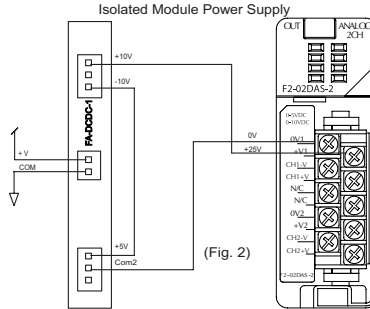 Isolated Module Power Supply
OUT
ANALOG
2CH
F2-02DAS-2
0-5VDC
0-10VDC
+10V
-10V
FA-DCDC-1
+V
COM
0V
+25V
+5V
Com2
(Fig. 2)
0V1
+V1
CH1-V
CH1+V
N/C
N/C
0V2
+V2
CH2-V
CH2+V
F2-02DAS-2